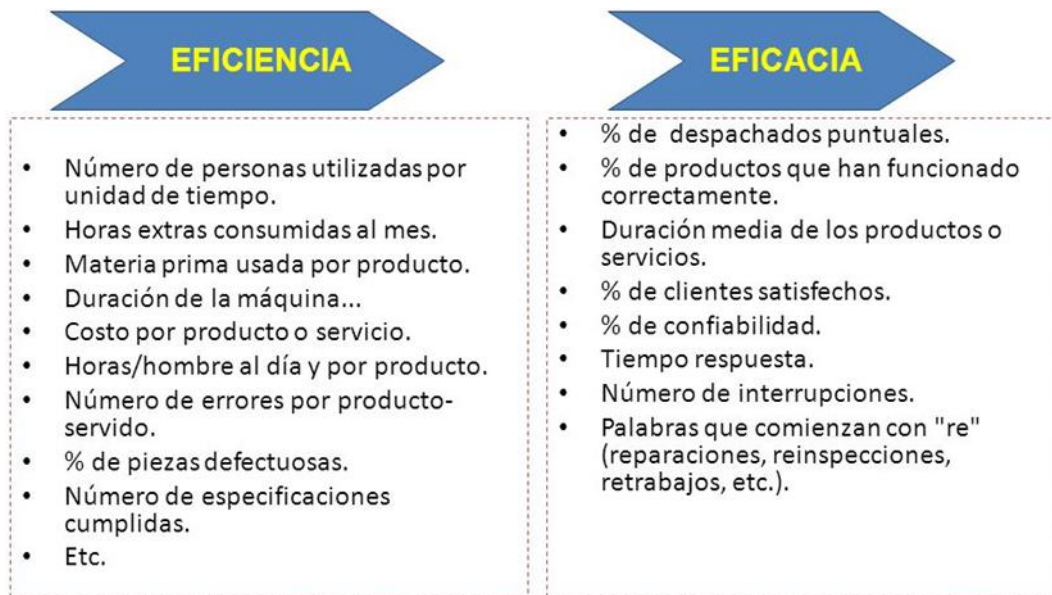 EFICIENCIA
• Número de personas utilizadas por
unidad de tiempo.
• Horas extras consumidas al mes.
• Materia prima usada por producto.
• Duración de la máquina...
• Costo por producto o servicio.
• Horas/hombre al día y por producto.
• Número de errores por producto-
servido.
• % de piezas defectuosas.
• Número de especificaciones
cumplidas.
• Etc.
EFICACIA
• % de despachados puntuales.
• % de productos que han funcionado
correctamente.
• Duración media de los productos o
servicios.
• % de clientes satisfechos.
• % de confiabilidad.
• Tiempo respuesta.
• Número de interrupciones.
• Palabras que comienzan con "re"
(reparaciones, reinspecciones,
retrabajos, etc.).